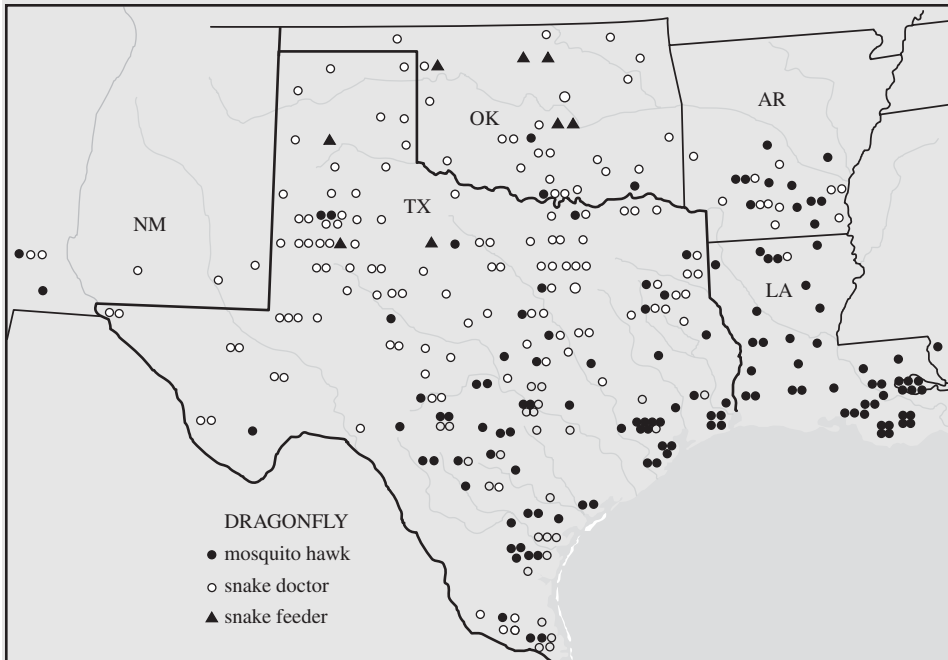 AR
OK
TX
NM
LA
DRAGONFLY
mosquito hawk
snake doctor
snake feeder